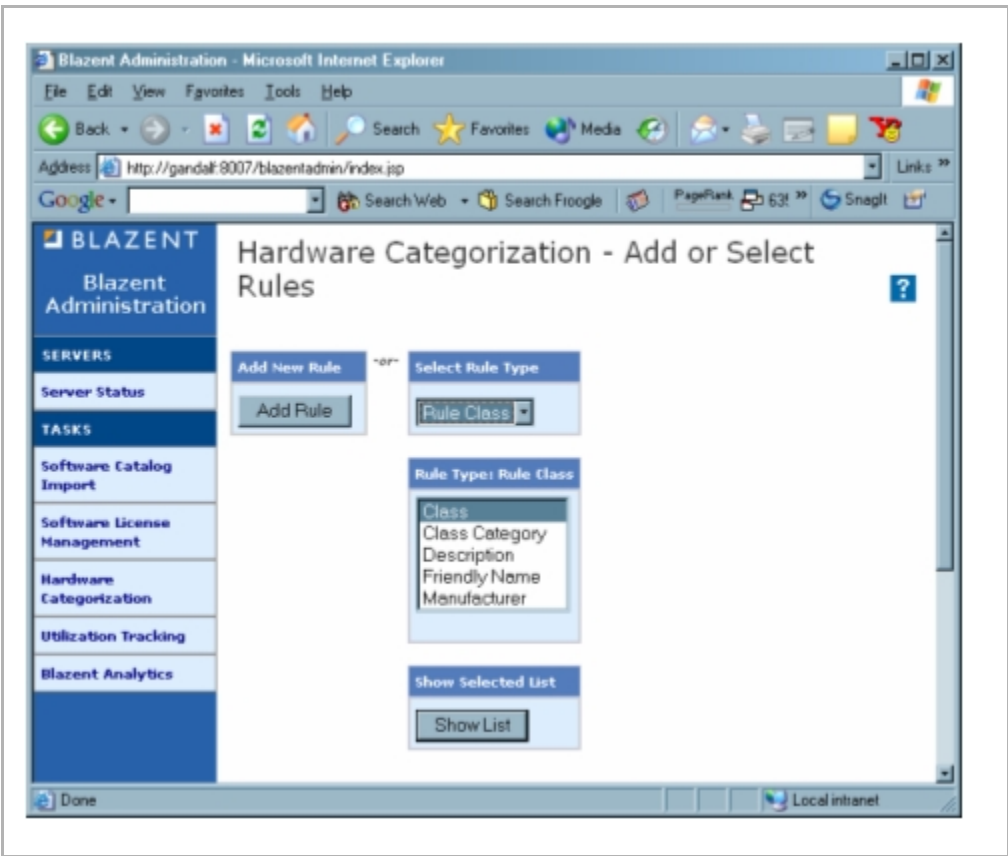 Blazent Administration - Microsoft Internet Explorer
File Edit View Favorites Tools Help
Back Search Favorites Media
Address http://gandalf:8007/blazentadmin/index.jsp Links »
Google Search Web Search Froogle PageRank »  SnagIt
BLAZENT
Blazent
Administration
SERVERS
Server Status
TASKS
Software Catalog
Import
Software License
Management
Hardware
Categorization
Utilization Tracking
Blazent Analytics
Hardware Categorization - Add or Select
Rules
?
Add New Rule
Add Rule
-or-
Select Rule Type
Rule Class
Rule Type: Rule Class
Class
Class Category
Description
Friendly Name
Manufacturer
Show Selected List
Show List
Done Local intranet